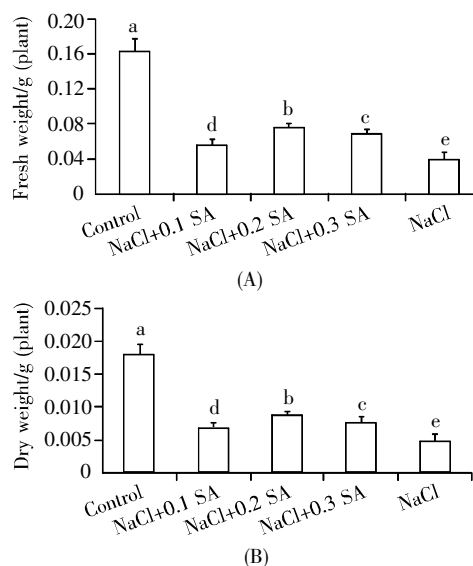 Fresh weight/g (plant)
0.20
0.16
0.12
0.08
0.04
0
a
d
b
c
e
Control
NaCl+0.1 SA
NaCl+0.2 SA
NaCl+0.3 SA
NaCl
(A)
Dry weight/g (plant)
0.025
0.020
0.015
0.010
0.005
0
a
d
b
c
e
Control
NaCl+0.1 SA
NaCl+0.2 SA
NaCl+0.3 SA
NaCl
(B)